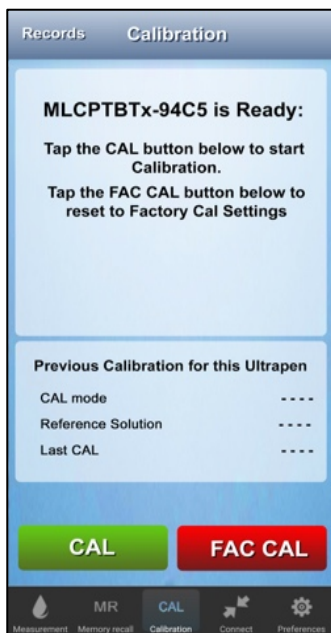 Records Calibration
MLCPTBTx-94C5 is Ready:
Tap the CAL button below to start
Calibration.
Tap the FAC CAL button below to
reset to Factory Cal Settings
Previous Calibration for this Ultrapen
CAL mode ----
Reference Solution ----
Last CAL ----
CAL FAC CAL
MR CAL
Measurement Memory recall Calibration Connect Preferences